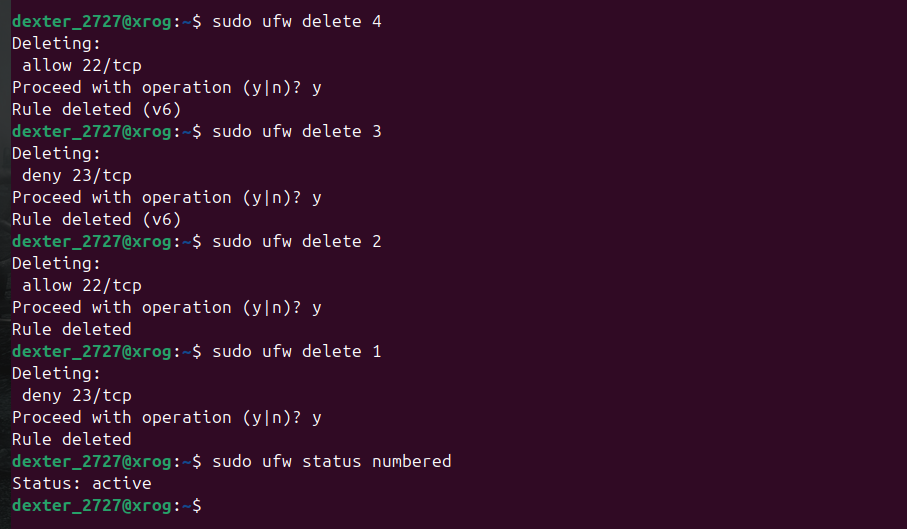 dexter_2727@xrog:~$ sudo ufw delete 4
Deleting:
 allow 22/tcp
Proceed with operation (y|n)? y
Rule deleted (v6)
dexter_2727@xrog:~$ sudo ufw delete 3
Deleting:
 deny 23/tcp
Proceed with operation (y|n)? y
Rule deleted (v6)
dexter_2727@xrog:~$ sudo ufw delete 2
Deleting:
 allow 22/tcp
Proceed with operation (y|n)? y
Rule deleted
dexter_2727@xrog:~$ sudo ufw delete 1
Deleting:
 deny 23/tcp
Proceed with operation (y|n)? y
Rule deleted
dexter_2727@xrog:~$ sudo ufw status numbered
Status: active
dexter_2727@xrog:~$